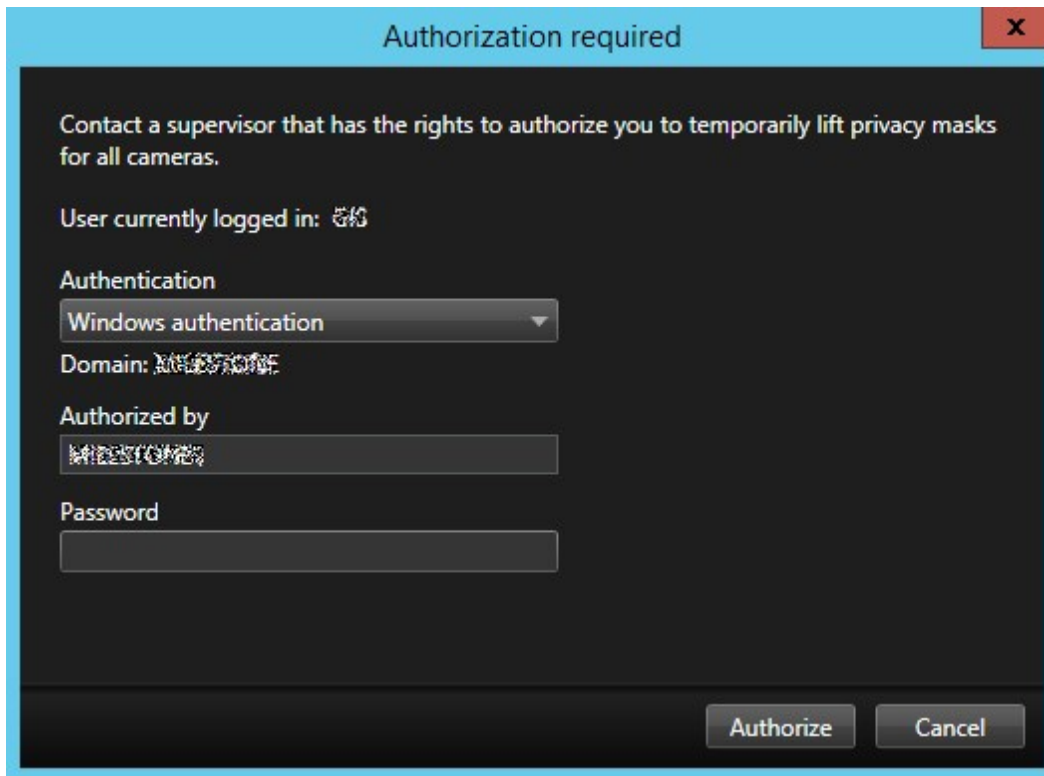 Authorization required
x
Contact a supervisor that has the rights to authorize you to temporarily lift privacy masks
for all cameras.
User currently logged in:
Authentication
Windows authentication
Domain:
Authorized by
Password
Authorize Cancel